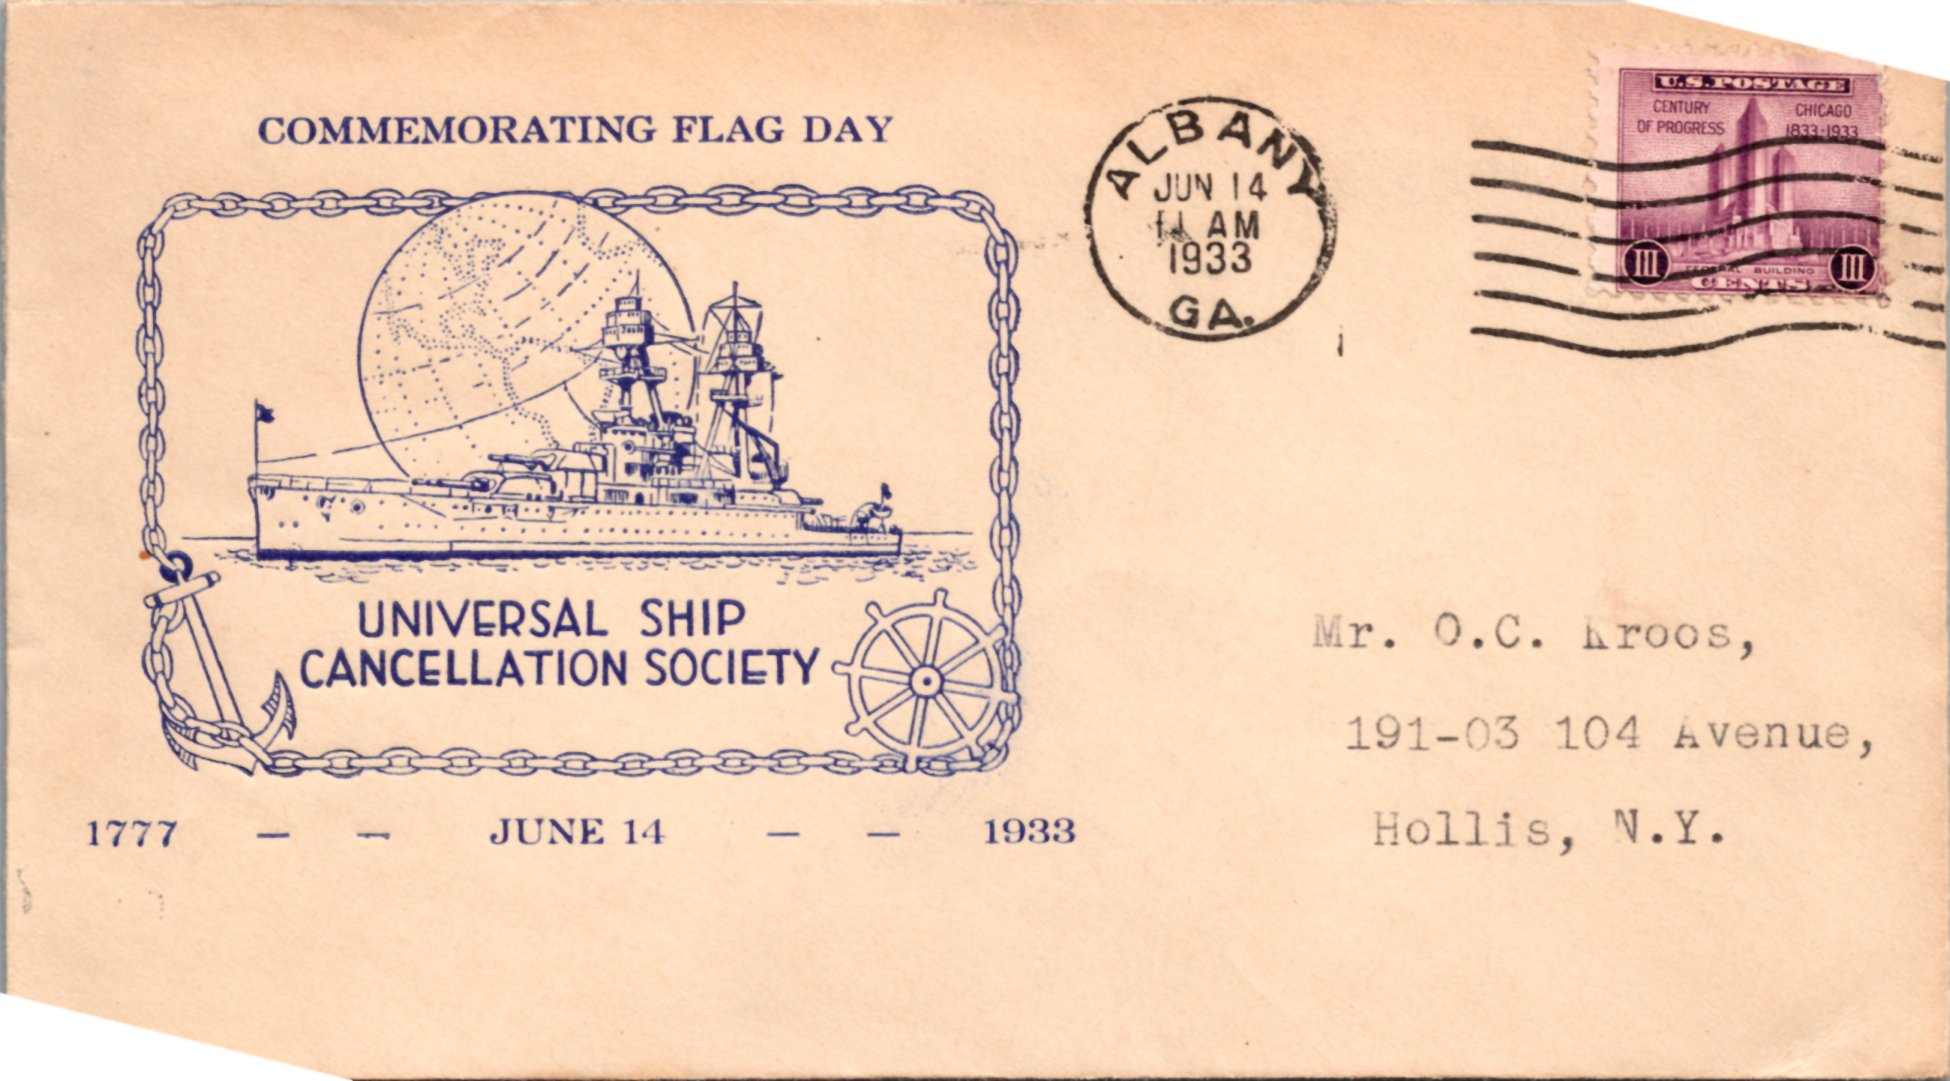 COMMEMORATING FLAG DAY
UNIVERSAL SHIP
CANCELLATION SOCIETY
1777 — — JUNE 14 — — 1933
ALBANY
JUN 14
11 AM
1933
GA.
U.S. POSTAGE
CENTURY OF PROGRESS
CHICAGO 1833-1933
III III
FEDERAL BUILDING
CENTS
Mr. O.C. Kroos,
191-03 104 Avenue,
Hollis, N.Y.